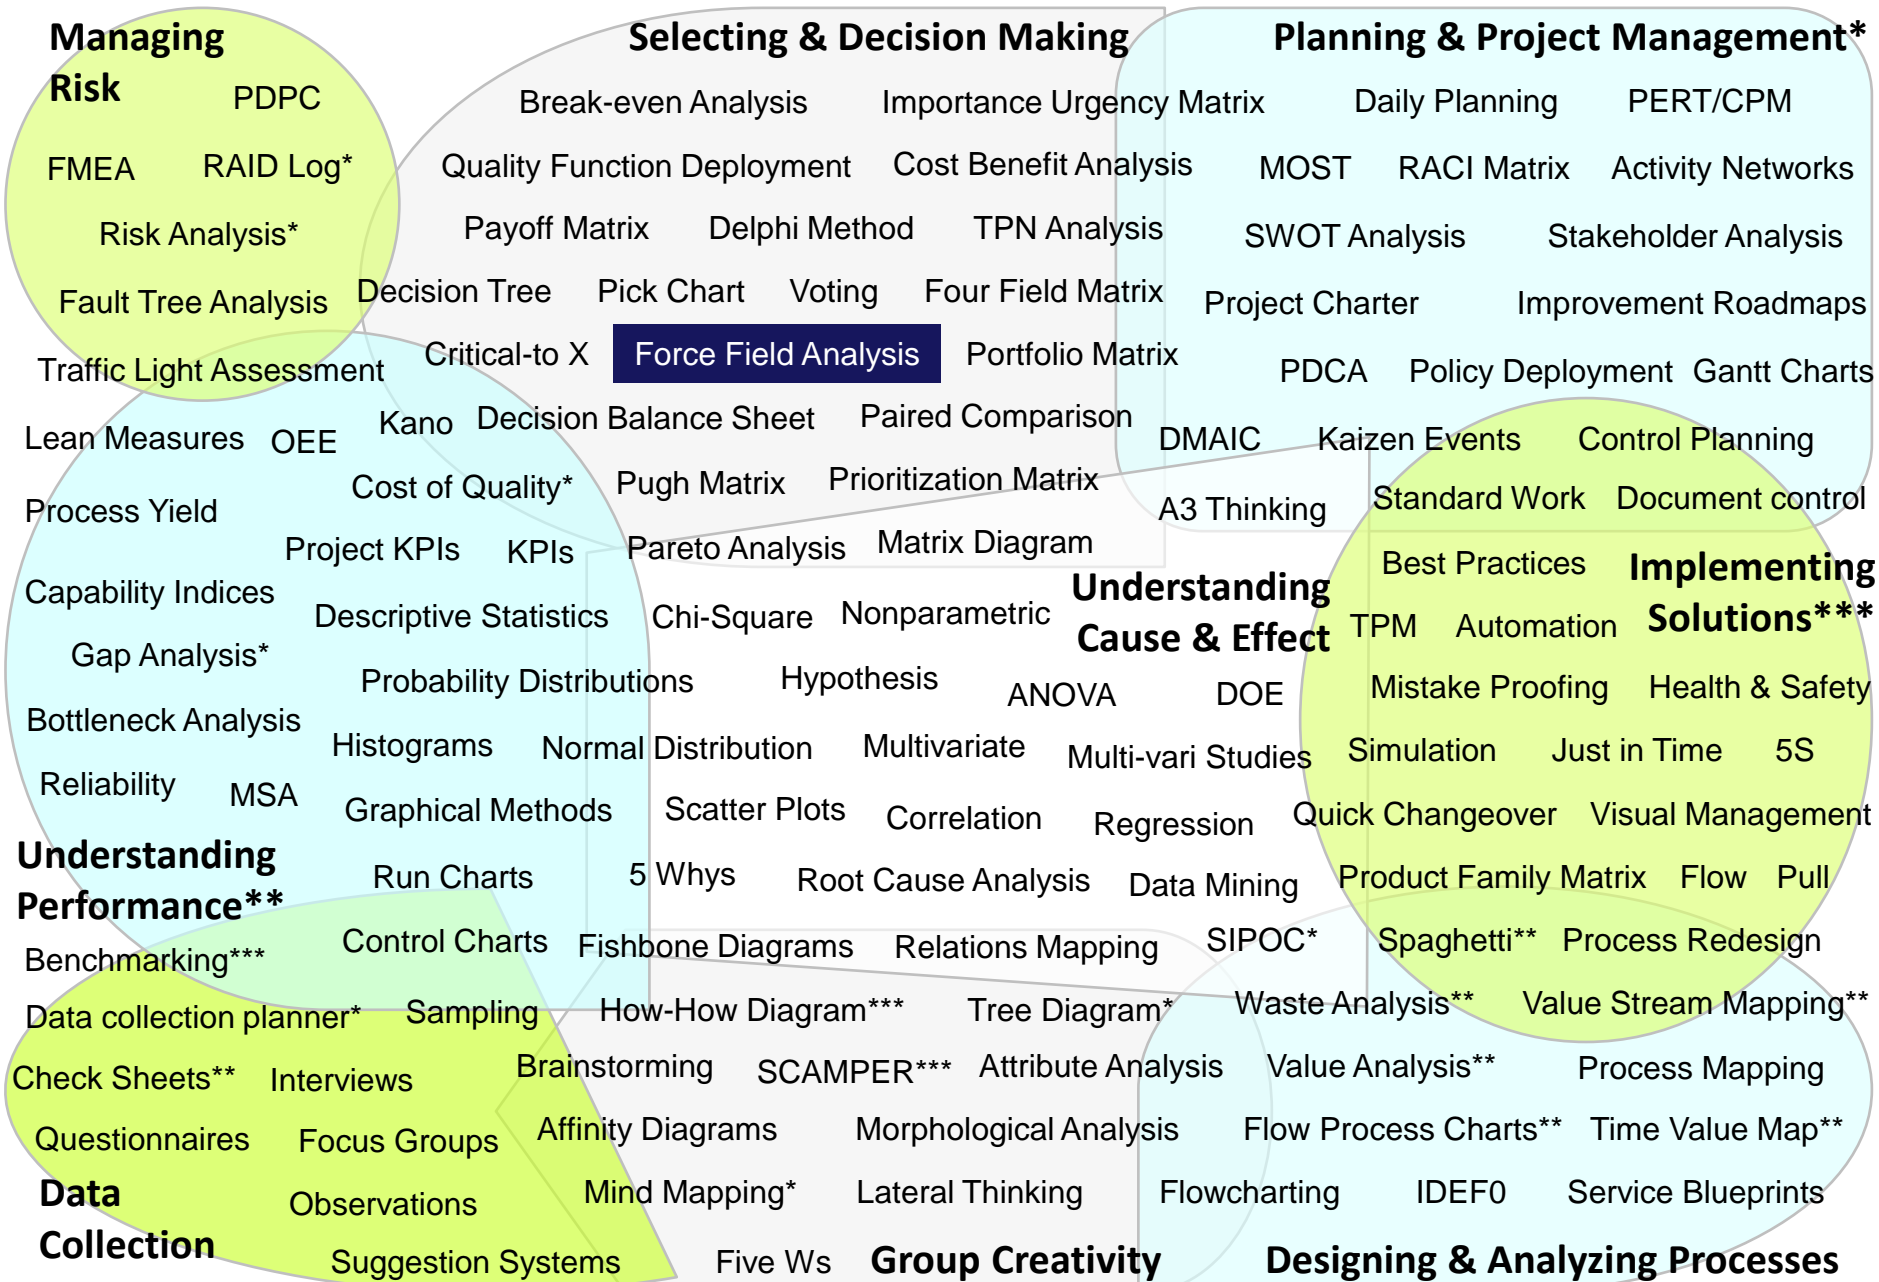 Managing
Risk
Selecting & Decision Making
Planning & Project Management*
PDPC
Break-even Analysis
Importance Urgency Matrix
Daily Planning
PERT/CPM
FMEA
RAID Log*
Quality Function Deployment
Cost Benefit Analysis
MOST
RACI Matrix
Activity Networks
Risk Analysis*
Payoff Matrix
Delphi Method
TPN Analysis
SWOT Analysis
Stakeholder Analysis
Fault Tree Analysis
Decision Tree
Pick Chart
Voting
Four Field Matrix
Project Charter
Improvement Roadmaps
Traffic Light Assessment
Critical-to X
Force Field Analysis
Portfolio Matrix
PDCA
Policy Deployment
Gantt Charts
Lean Measures
OEE
Kano
Decision Balance Sheet
Paired Comparison
DMAIC
Kaizen Events
Control Planning
Process Yield
Cost of Quality*
Pugh Matrix
Prioritization Matrix
A3 Thinking
Standard Work
Document control
Project KPIs
KPIs
Pareto Analysis
Matrix Diagram
Best Practices
Implementing
Solutions***
Capability Indices
Descriptive Statistics
Chi-Square
Nonparametric
Understanding
Cause & Effect
TPM
Automation
Gap Analysis*
Probability Distributions
Hypothesis
ANOVA
DOE
Mistake Proofing
Health & Safety
Bottleneck Analysis
Histograms
Normal Distribution
Multivariate
Multi-vari Studies
Simulation
Just in Time
5S
Reliability
MSA
Graphical Methods
Scatter Plots
Correlation
Regression
Quick Changeover
Visual Management
Understanding
Performance**
Run Charts
5 Whys
Root Cause Analysis
Data Mining
Product Family Matrix
Flow
Pull
Benchmarking***
Control Charts
Fishbone Diagrams
Relations Mapping
SIPOC*
Spaghetti**
Process Redesign
Data collection planner*
Sampling
How-How Diagram***
Tree Diagram*
Waste Analysis**
Value Stream Mapping**
Check Sheets**
Interviews
Brainstorming
SCAMPER***
Attribute Analysis
Value Analysis**
Process Mapping
Questionnaires
Focus Groups
Affinity Diagrams
Morphological Analysis
Flow Process Charts**
Time Value Map**
Data
Collection
Observations
Mind Mapping*
Lateral Thinking
Flowcharting
IDEF0
Service Blueprints
Suggestion Systems
Five Ws
Group Creativity
Designing & Analyzing Processes